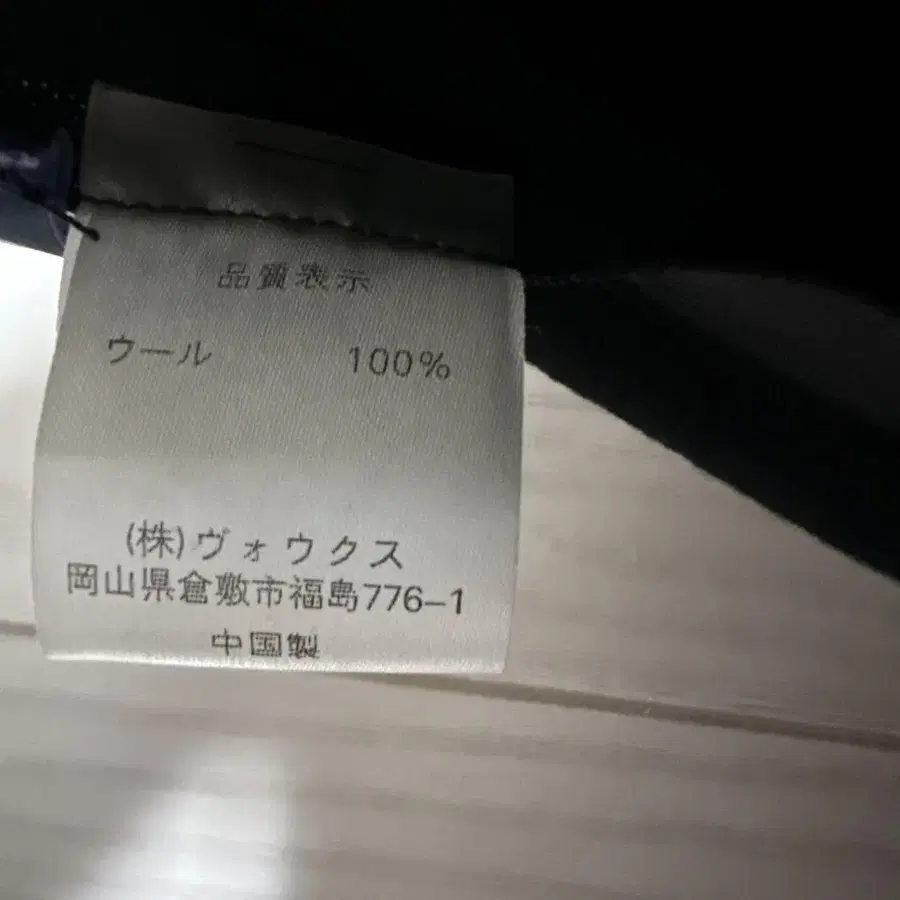 品質表示
ウール 100%
(株)ヴォウクス
岡山県倉敷市福島776-1
中国製